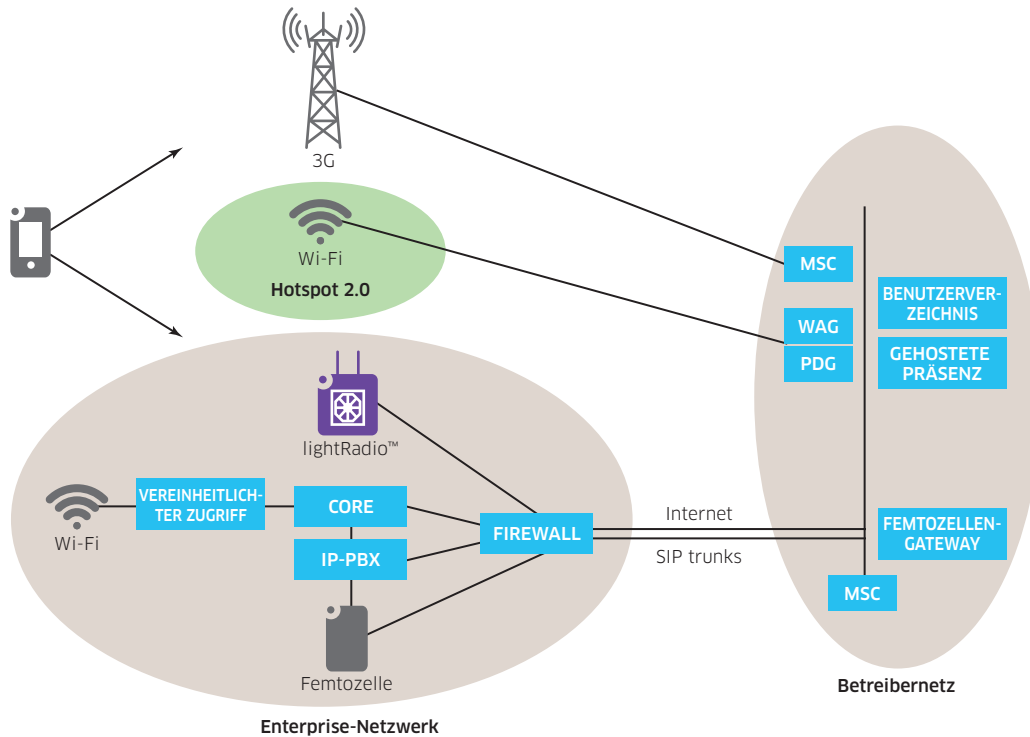 3G
Wi-Fi
Hotspot 2.0
MSC
WAG
PDG
BENUTZERVER-
ZEICHNIS
GEHOSTETE
PRÄSENZ
lightRadio™
Wi-Fi
VEREINHEITLICH-
TER ZUGRIFF
CORE
IP-PBX
Femtozelle
FIREWALL
Internet
SIP trunks
FEMTOZELLEN-
GATEWAY
MSC
Betreibernetz
Enterprise-Netzwerk